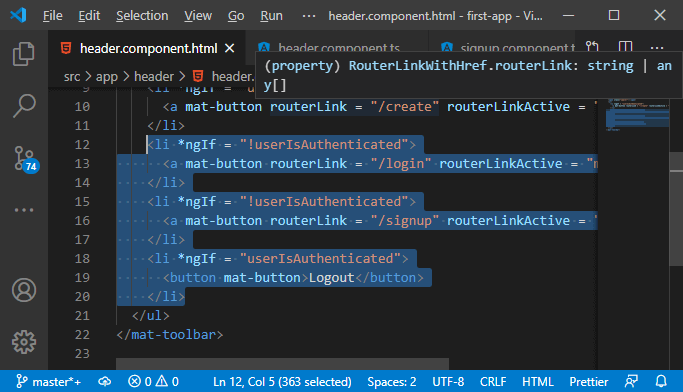 File Edit Selection View Go Run ··· header.component.html - first-app - Vi...
header.component.html header.component.ts signup.component.t
src > app > header > header.
(property) RouterLinkWithHref.routerLink: string | an
y[]
9 <li *ngIf = "u
10 <a mat-button routerLink = "/create" routerLinkActive = "
11 </li>
12 <li *ngIf = "!userIsAuthenticated">
13 <a mat-button routerLink = "/login" routerLinkActive = "m
14 </li>
15 <li *ngIf = "!userIsAuthenticated">
16 <a mat-button routerLink = "/signup" routerLinkActive = "
17 </li>
18 <li *ngIf = "userIsAuthenticated">
19 <button mat-button>Logout</button>
20 </li>
21 </ul>
22 </mat-toolbar>
23
74
master*+ 0 0 Ln 12, Col 5 (363 selected) Spaces: 2 UTF-8 CRLF HTML Prettier